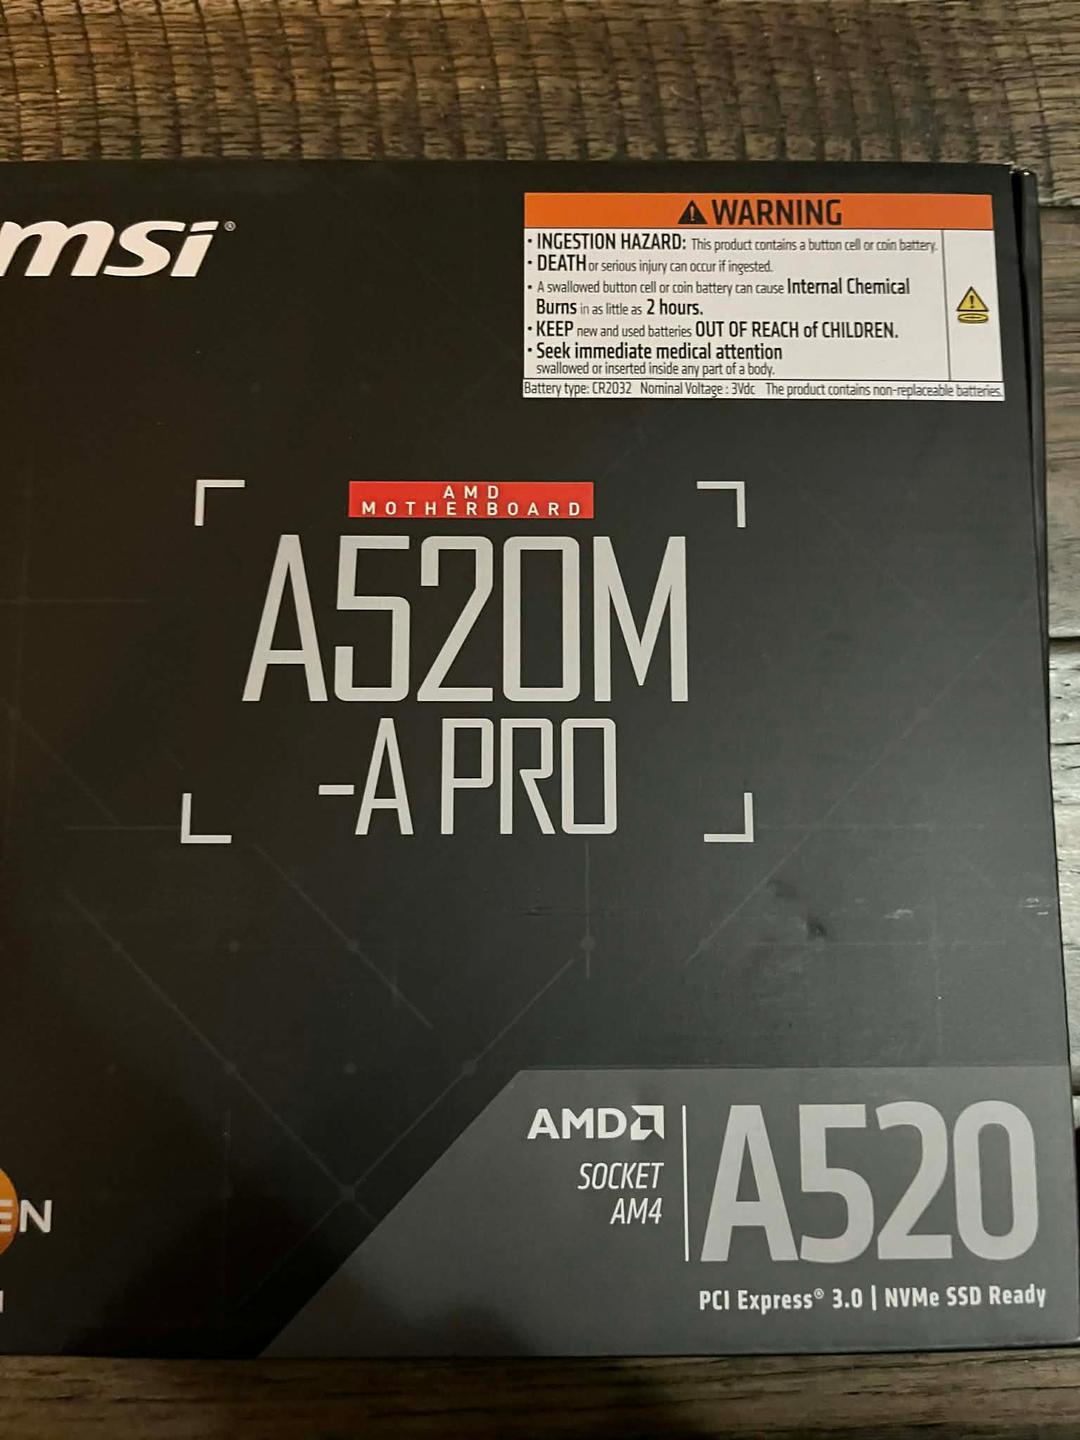 msi®
WARNING
• INGESTION HAZARD: This product contains a button cell or coin battery.
• DEATH or serious injury can occur if ingested.
• A swallowed button cell or coin battery can cause Internal Chemical
Burns in as little as 2 hours.
• KEEP new and used batteries OUT OF REACH of CHILDREN.
• Seek immediate medical attention
swallowed or inserted inside any part of a body.
Battery type: CR2032 Nominal Voltage : 3Vdc The product contains non-replaceable batteries.
AMD
MOTHERBOARD
A520M
-A PRO
EN
AMD
SOCKET
AM4
A520
PCI Express® 3.0 | NVMe SSD Ready